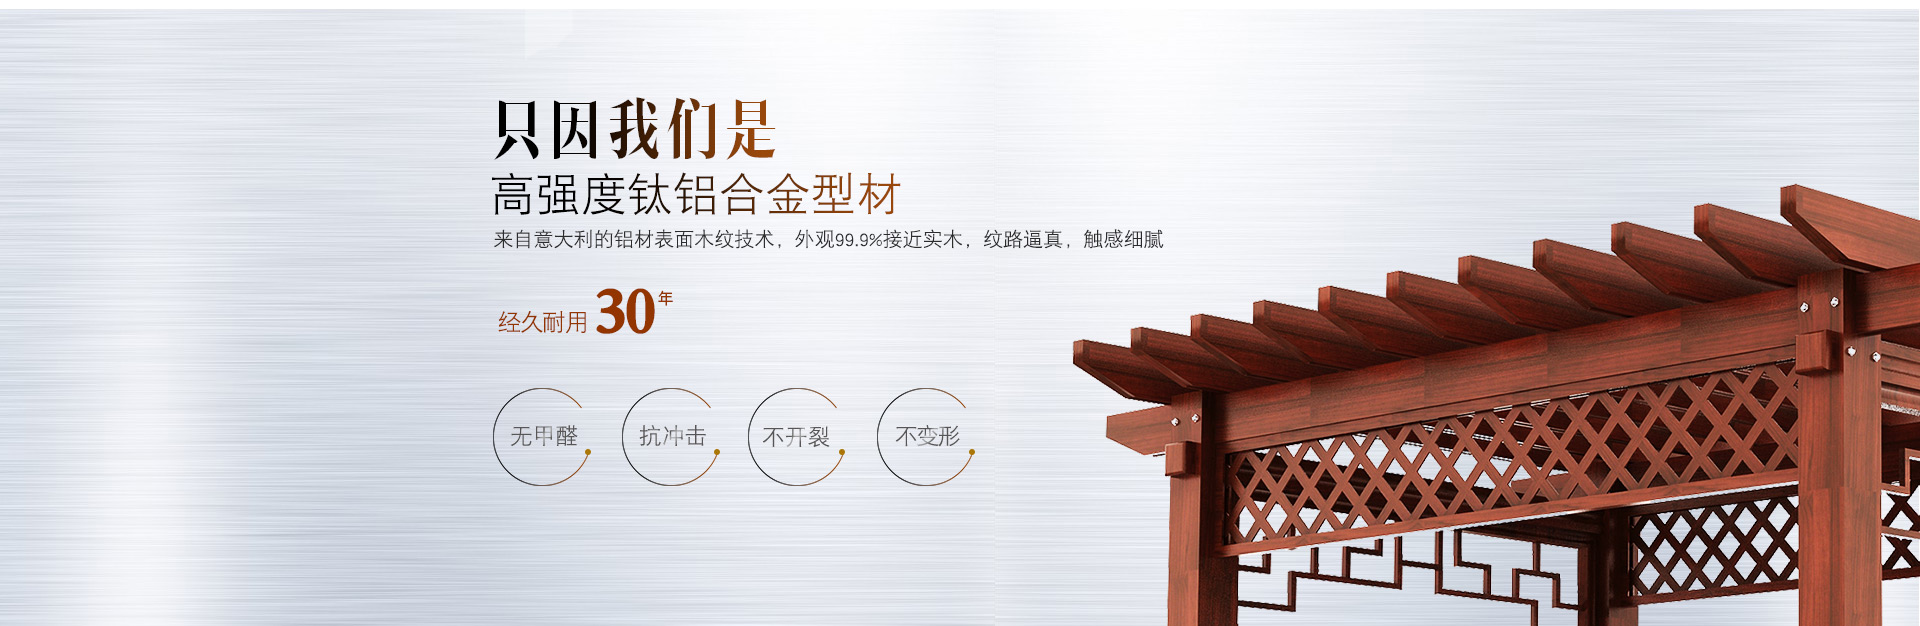 只因我们是
高强度钛铝合金型材
来自意大利的铝材表面木纹技术，外观99.9%接近实木，纹路逼真，触感细腻
经久耐用30年
无甲醛
抗冲击
不开裂
不变形